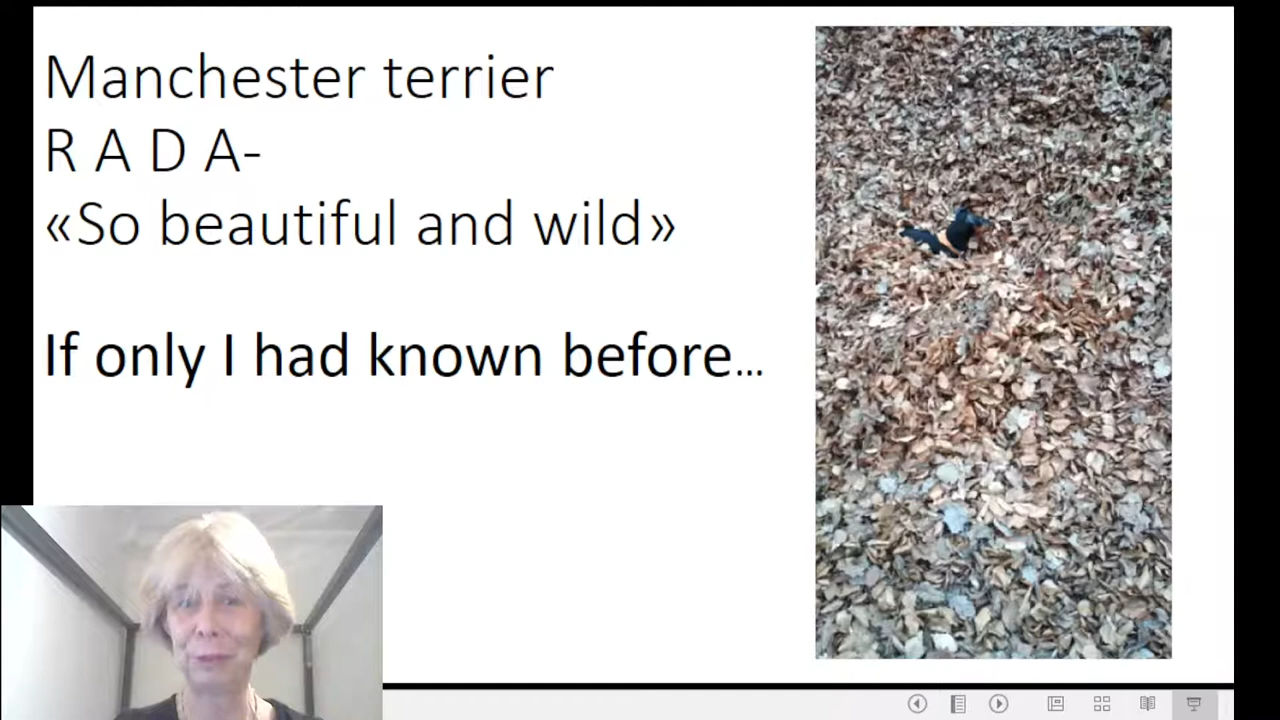 Manchester terrier
R A D A-
«So beautiful and wild»
If only I had known before...